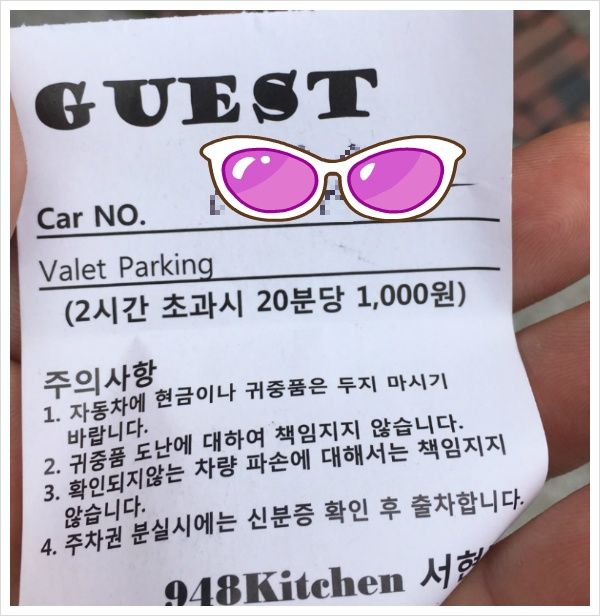 GUEST
Car NO.
Valet Parking
(2시간 초과시 20분당 1,000원)
주의사항
1. 자동차에 현금이나 귀중품은 두지 마시기
바랍니다.
2. 귀중품 도난에 대하여 책임지지 않습니다.
3. 확인되지않는 차량 파손에 대해서는 책임지지
않습니다.
4. 주차권 분실시에는 신분증 확인 후 출차합니다.
948Kitchen 서현